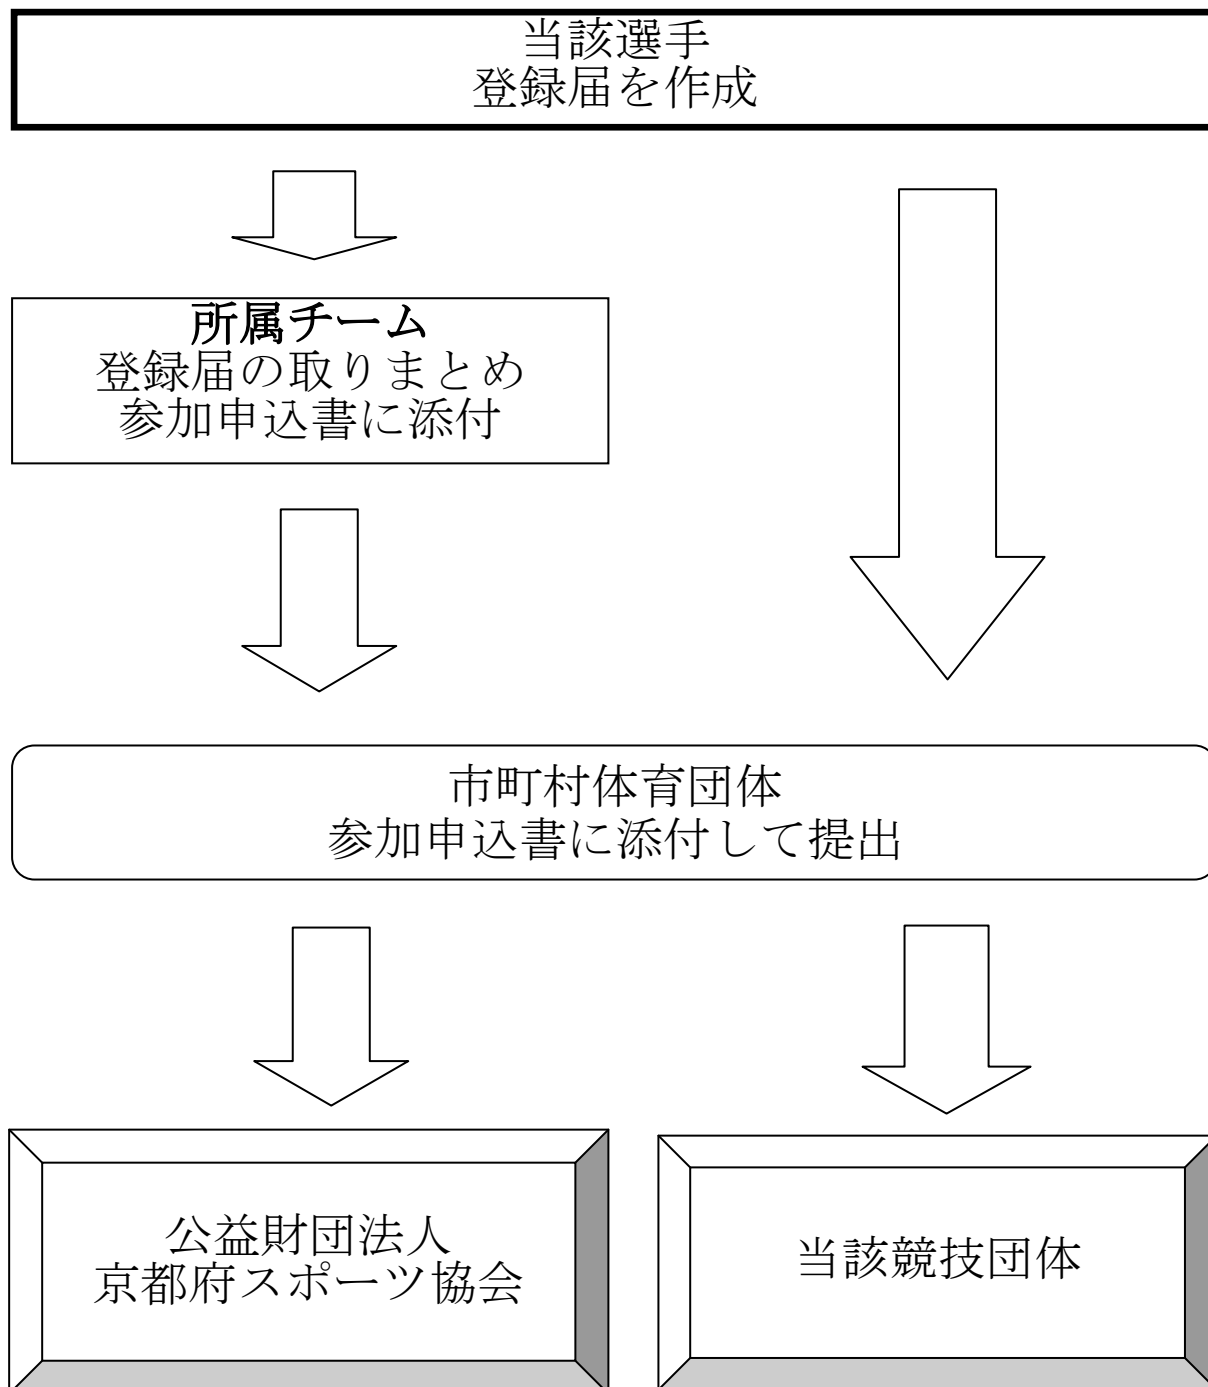 当該選手
登録届を作成
所属チーム
登録届の取りまとめ
参加申込書に添付
市町村体育団体
参加申込書に添付して提出
公益財団法人
京都府スポーツ協会
当該競技団体